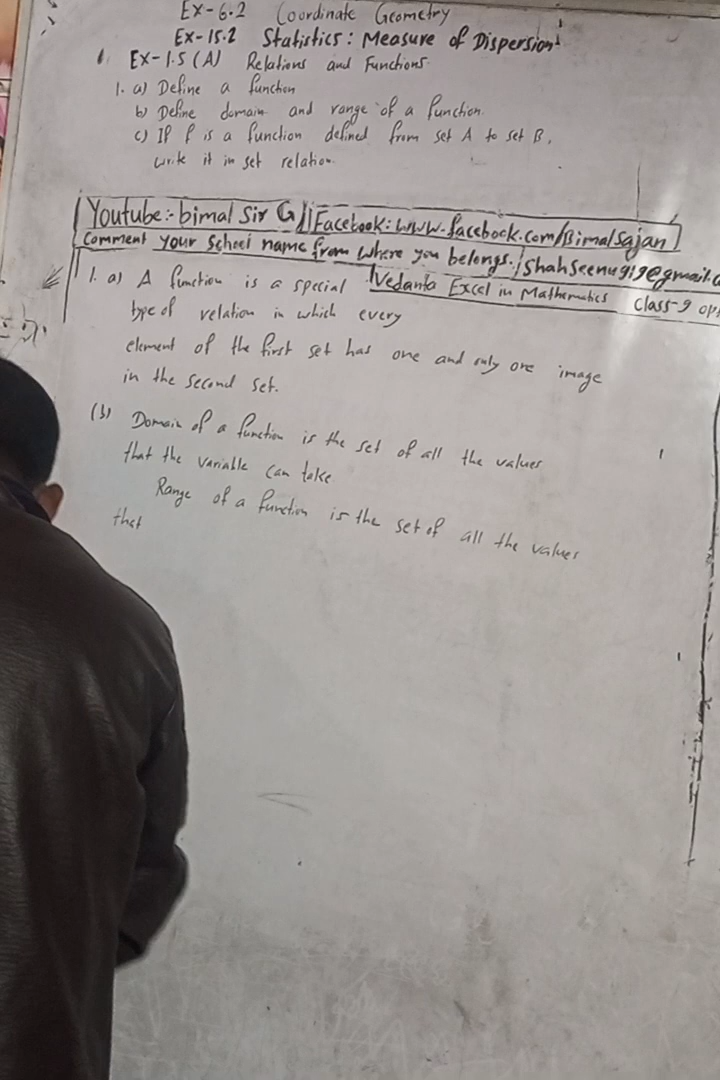 Ex-6.2 Coordinate Geometry
Ex-15.2 Statistics: Measure of Dispersion
Ex-1.5 (A) Relations and Functions
1. a) Define a function
b) Define domain and range of a function.
c) If f is a function defined from set A to set B,
write it in set relation.
Youtube:- bimal Sir G || Facebook: www.facebook.com/BimalSajan
Comment your School name from where you belongs. / Shahseenu919@gmail.c
Vedanta Excel in Mathematics Class-9 op
1. a) A function is a special
type of relation in which every
element of the first set has one and only one image
in the second set.
(b) Domain of a function is the set of all the values
that the variable can take
Range of a function is the set of all the values
that